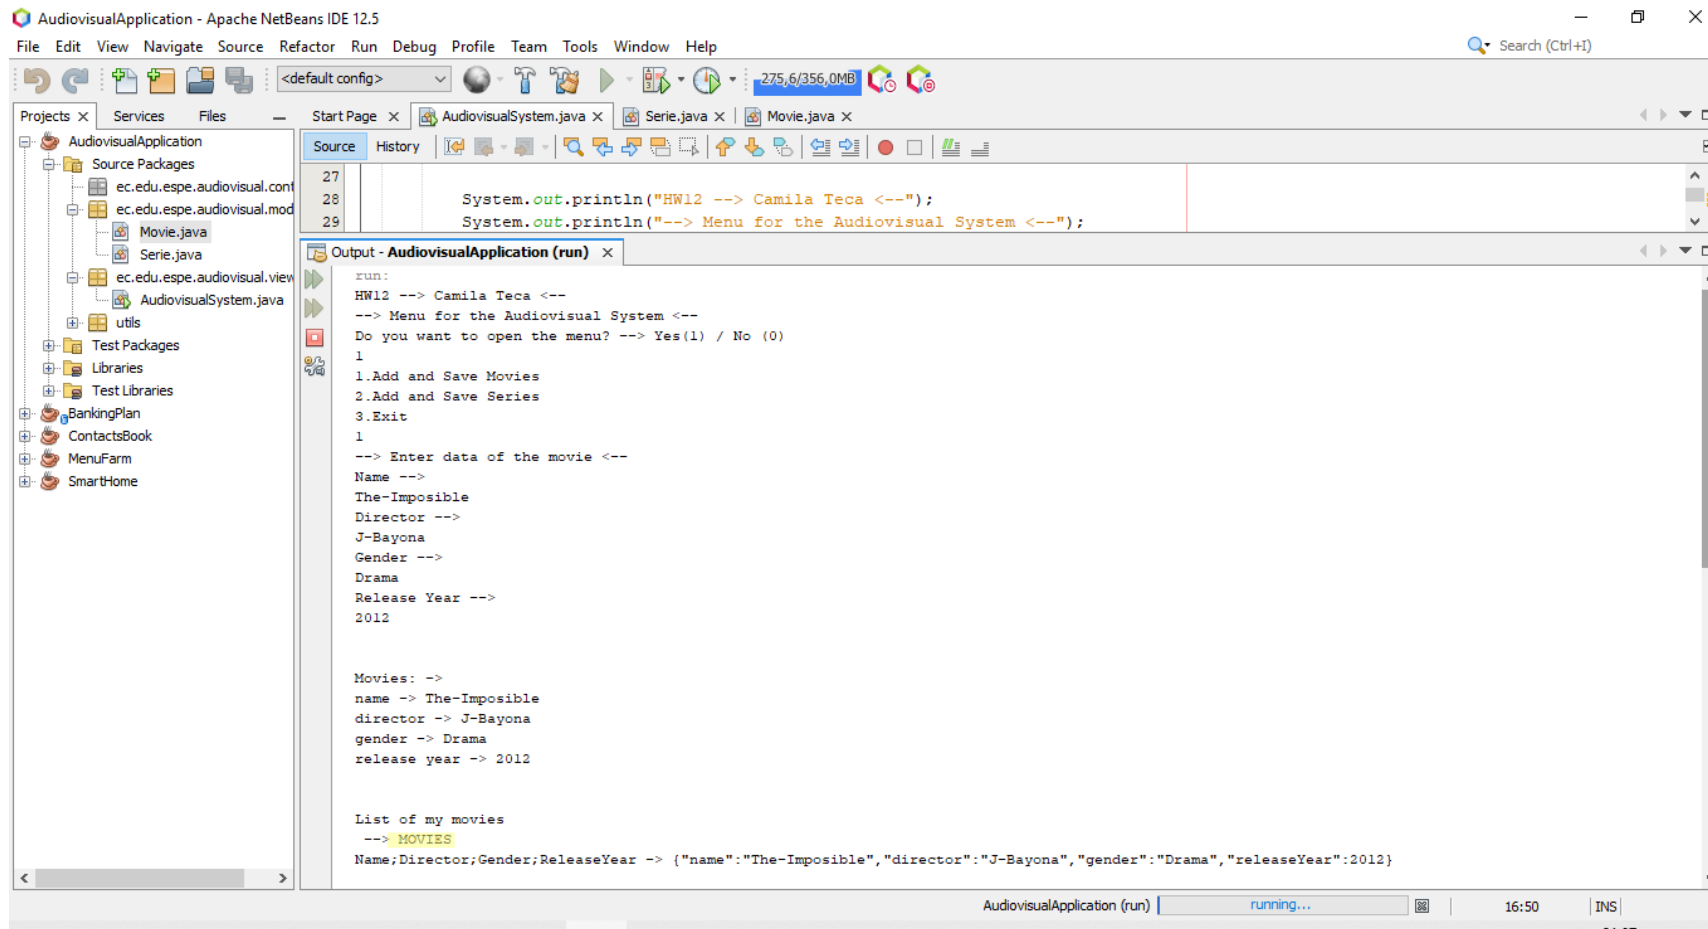 AudiovisualApplication - Apache NetBeans IDE 12.5
File Edit View Navigate Source Refactor Run Debug Profile Team Tools Window Help
Search (Ctrl+I)
<default config>
275,6/356,0MB
Projects Services Files
Start Page AudiovisualSystem.java Serie.java Movie.java
AudiovisualApplication
Source Packages
ec.edu.espe.audiovisual.cont
ec.edu.espe.audiovisual.mod
Movie.java
Serie.java
ec.edu.espe.audiovisual.view
AudiovisualSystem.java
utils
Test Packages
Libraries
Test Libraries
BankingPlan
ContactsBook
MenuFarm
SmartHome
Source History
27
28 System.out.println("HW12 --> Camila Teca <--");
29 System.out.println("--> Menu for the Audiovisual System <--");
Output - AudiovisualApplication (run)
run:
HW12 --> Camila Teca <--
--> Menu for the Audiovisual System <--
Do you want to open the menu? --> Yes(1) / No (0)
1
1.Add and Save Movies
2.Add and Save Series
3.Exit
1
--> Enter data of the movie <--
Name -->
The-Imposible
Director -->
J-Bayona
Gender -->
Drama
Release Year -->
2012
Movies: ->
name -> The-Imposible
director -> J-Bayona
gender -> Drama
release year -> 2012
List of my movies
--> MOVIES
Name;Director;Gender;ReleaseYear -> {"name":"The-Imposible","director":"J-Bayona","gender":"Drama","releaseYear":2012}
AudiovisualApplication (run) running... 16:50 INS